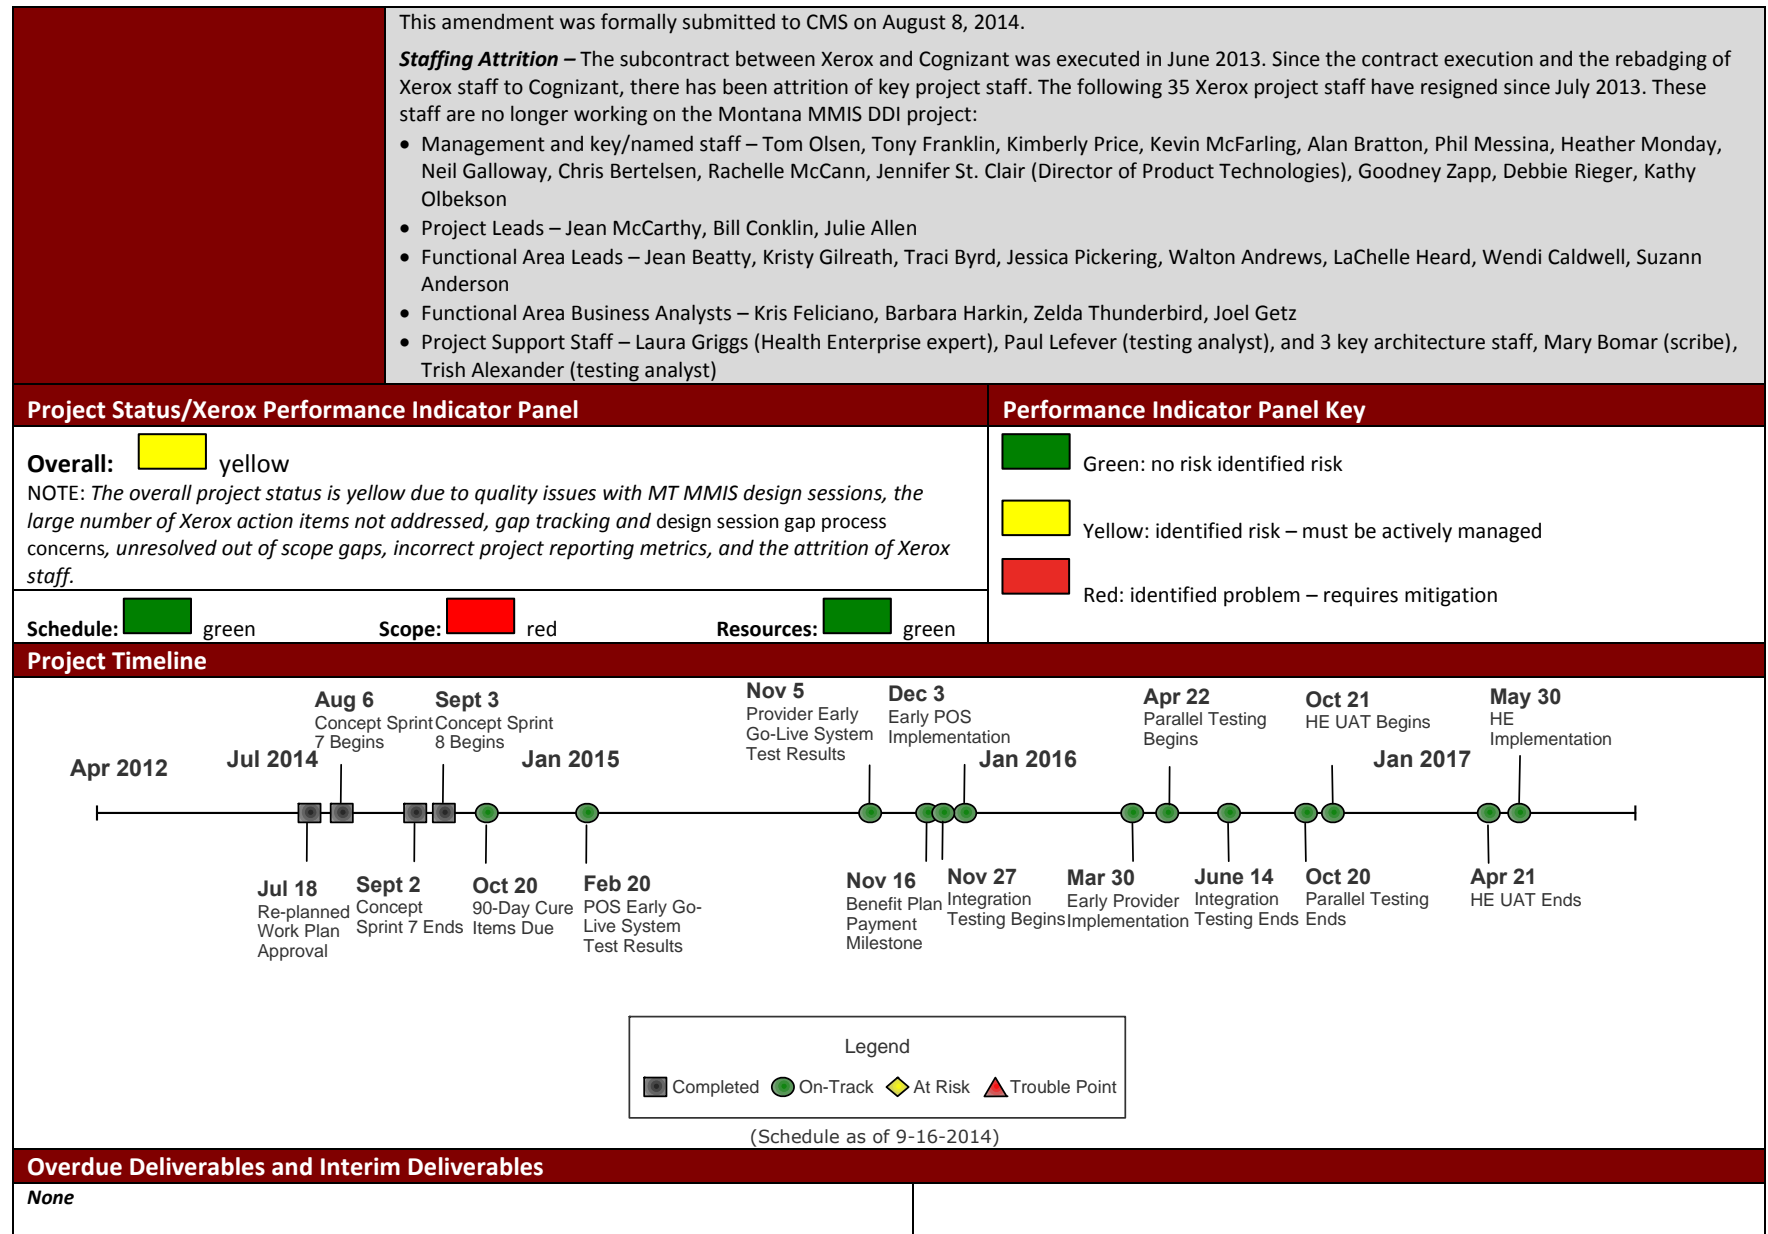 This amendment was formally submitted to CMS on August 8, 2014.
Staffing Attrition – The subcontract between Xerox and Cognizant was executed in June 2013. Since the contract execution and the rebadging of
Xerox staff to Cognizant, there has been attrition of key project staff. The following 35 Xerox project staff have resigned since July 2013. These
staff are no longer working on the Montana MMIS DDI project:
• Management and key/named staff – Tom Olsen, Tony Franklin, Kimberly Price, Kevin McFarling, Alan Bratton, Phil Messina, Heather Monday,
Neil Galloway, Chris Bertelsen, Rachelle McCann, Jennifer St. Clair (Director of Product Technologies), Goodney Zapp, Debbie Rieger, Kathy
Olbekson
• Project Leads – Jean McCarthy, Bill Conklin, Julie Allen
• Functional Area Leads – Jean Beatty, Kristy Gilreath, Traci Byrd, Jessica Pickering, Walton Andrews, LaChelle Heard, Wendi Caldwell, Suzann
Anderson
• Functional Area Business Analysts – Kris Feliciano, Barbara Harkin, Zelda Thunderbird, Joel Getz
• Project Support Staff – Laura Griggs (Health Enterprise expert), Paul Lefever (testing analyst), and 3 key architecture staff, Mary Bomar (scribe),
Trish Alexander (testing analyst)
Project Status/Xerox Performance Indicator Panel
Overall: yellow
NOTE: The overall project status is yellow due to quality issues with MT MMIS design sessions, the
large number of Xerox action items not addressed, gap tracking and design session gap process
concerns, unresolved out of scope gaps, incorrect project reporting metrics, and the attrition of Xerox
staff.
Schedule: green Scope: red Resources: green
Performance Indicator Panel Key
Green: no risk identified risk
Yellow: identified risk – must be actively managed
Red: identified problem – requires mitigation
Project Timeline
Apr 2012
Jul 2014
Jan 2015
Jan 2016
Jan 2017
Aug 6
Concept Sprint
7 Begins
Sept 3
Concept Sprint
8 Begins
Nov 5
Provider Early
Go-Live System
Test Results
Dec 3
Early POS
Implementation
Apr 22
Parallel Testing
Begins
Oct 21
HE UAT Begins
May 30
HE
Implementation
Jul 18
Re-planned
Work Plan
Approval
Sept 2
Concept
Sprint 7 Ends
Oct 20
90-Day Cure
Items Due
Feb 20
POS Early Go-
Live System
Test Results
Nov 16
Benefit Plan
Payment
Milestone
Nov 27
Integration
Testing Begins
Mar 30
Early Provider
Implementation
June 14
Integration
Testing Ends
Oct 20
Parallel Testing
Ends
Apr 21
HE UAT Ends
Legend
Completed On-Track At Risk Trouble Point
(Schedule as of 9-16-2014)
Overdue Deliverables and Interim Deliverables
None